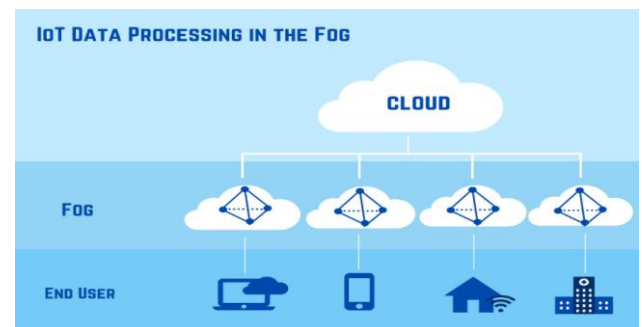 IoT Data Processing in the Fog
Cloud
Fog
End User